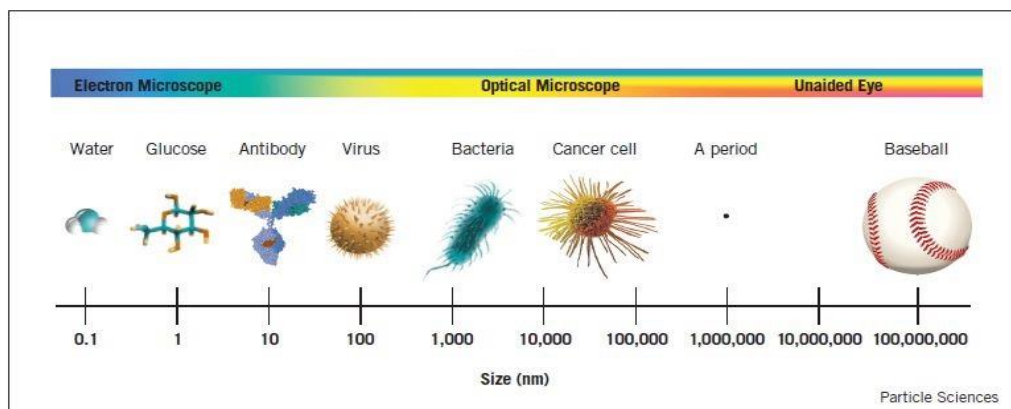 Electron Microscope Optical Microscope Unaided Eye
Water Glucose Antibody Virus Bacteria Cancer cell A period Baseball
0.1 1 10 100 1,000 10,000 100,000 1,000,000 10,000,000 100,000,000
Size (nm)
Particle Sciences